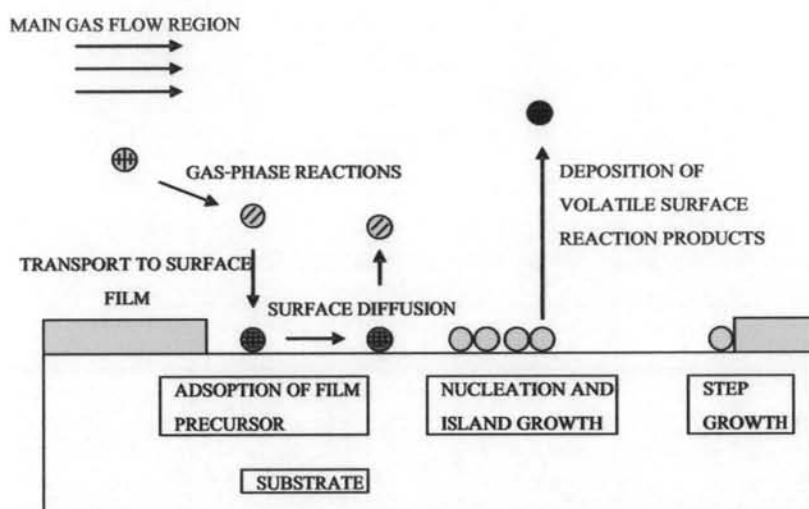 MAIN GAS FLOW REGION
GAS-PHASE REACTIONS
DEPOSITION OF
VOLATILE SURFACE
REACTION PRODUCTS
TRANSPORT TO SURFACE
FILM
SURFACE DIFFUSION
ADSOPTION OF FILM
PRECURSOR
NUCLEATION AND
ISLAND GROWTH
STEP
GROWTH
SUBSTRATE